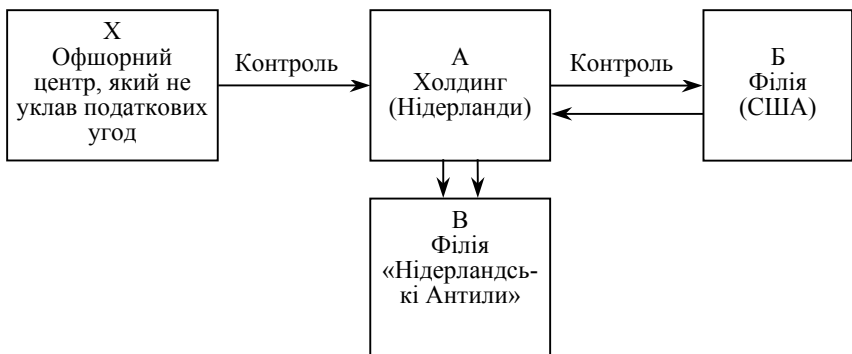 Х
Офшорний
центр, який не
уклав податкових
угод
Контроль
А
Холдинг
(Нідерланди)
Контроль
Б
Філія
(США)
В
Філія
«Нідерландсь-
кі Антили»